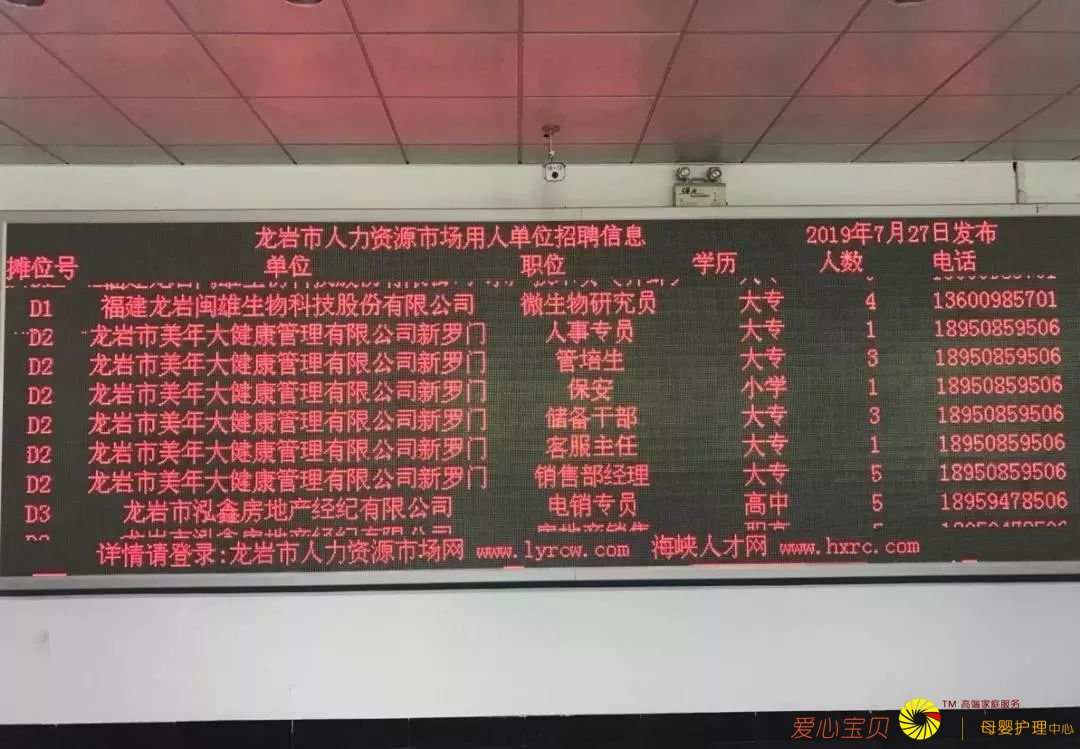 龙岩市人力资源市场用人单位招聘信息 2019年7月27日发布
摊位号 单位 职位 学历 人数 电话
D1 福建龙岩闽雄生物科技股份有限公司 微生物研究员 大专 4 13600985701
D2 龙岩市美年大健康管理有限公司新罗门 人事专员 大专 1 18950859506
D2 龙岩市美年大健康管理有限公司新罗门 管培生 大专 3 18950859506
D2 龙岩市美年大健康管理有限公司新罗门 保安 小学 1 18950859506
D2 龙岩市美年大健康管理有限公司新罗门 储备干部 大专 3 18950859506
D2 龙岩市美年大健康管理有限公司新罗门 客服主任 大专 1 18950859506
D2 龙岩市美年大健康管理有限公司新罗门 销售部经理 大专 5 18950859506
D3 龙岩市泓鑫房地产经纪有限公司 电销专员 高中 5 18959478506
详情请登录:龙岩市人力资源市场网 www.lyrcw.com 海峡人才网 www.hxrc.com
爱心宝贝 TM 高端家庭服务 母婴护理中心